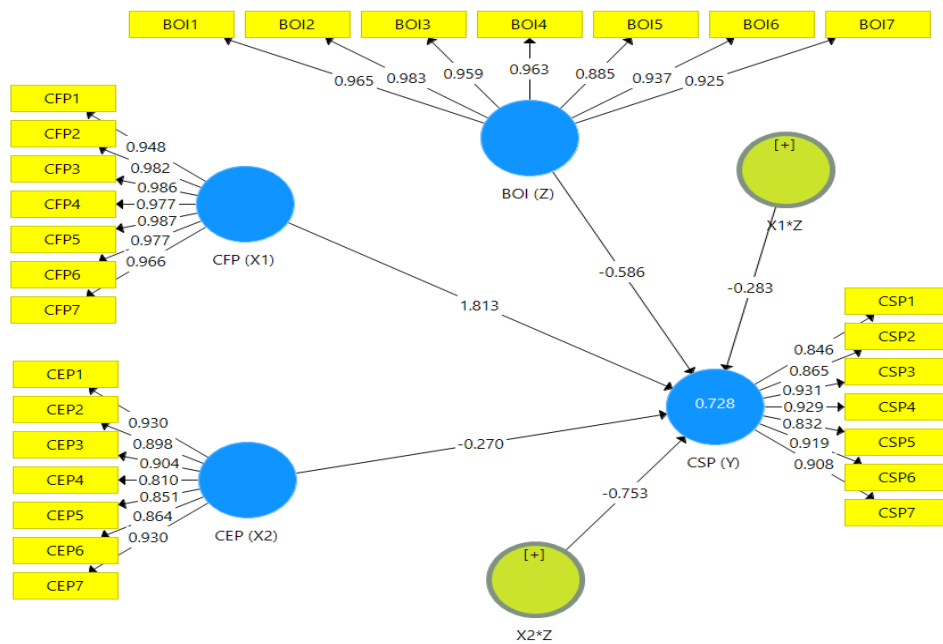 BOI1 BOI2 BOI3 BOI4 BOI5 BOI6 BOI7
0.965 0.983 0.959 0.963 0.885 0.937 0.925
BOI (Z)
CFP1
CFP2
CFP3
CFP4
CFP5
CFP6
CFP7
0.948
0.982
0.986
0.977
0.987
0.977
0.966
CFP (X1)
[+]
X1*Z
-0.586
-0.283
1.813
CEP1
CEP2
CEP3
CEP4
CEP5
CEP6
CEP7
0.930
0.898
0.904
0.810
0.851
0.864
0.930
CEP (X2)
-0.270
-0.753
[+]
X2*Z
0.728
CSP (Y)
0.846
0.865
0.931
0.929
0.832
0.919
0.908
CSP1
CSP2
CSP3
CSP4
CSP5
CSP6
CSP7